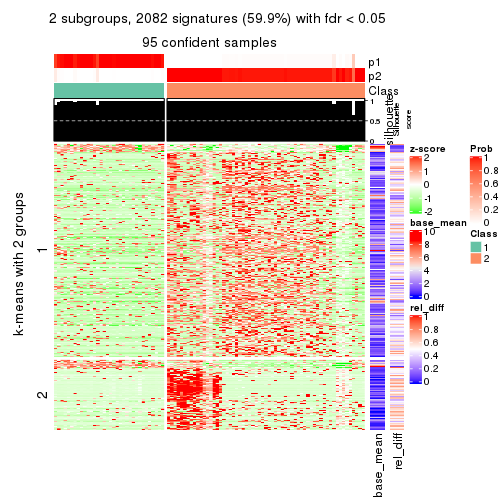 2 subgroups, 2082 signatures (59.9%) with fdr < 0.05
95 confident samples
p1
p2
Class
1
0.5
0
silhouette
Silhouette
score
k-means with 2 groups
1
2
base_mean
rel_diff
z-score
2
1
0
-1
-2
base_mean
10
8
6
4
2
0
rel_diff
1
0.8
0.6
0.4
0.2
0
Prob
1
0.8
0.6
0.4
0.2
0
Class
1
2